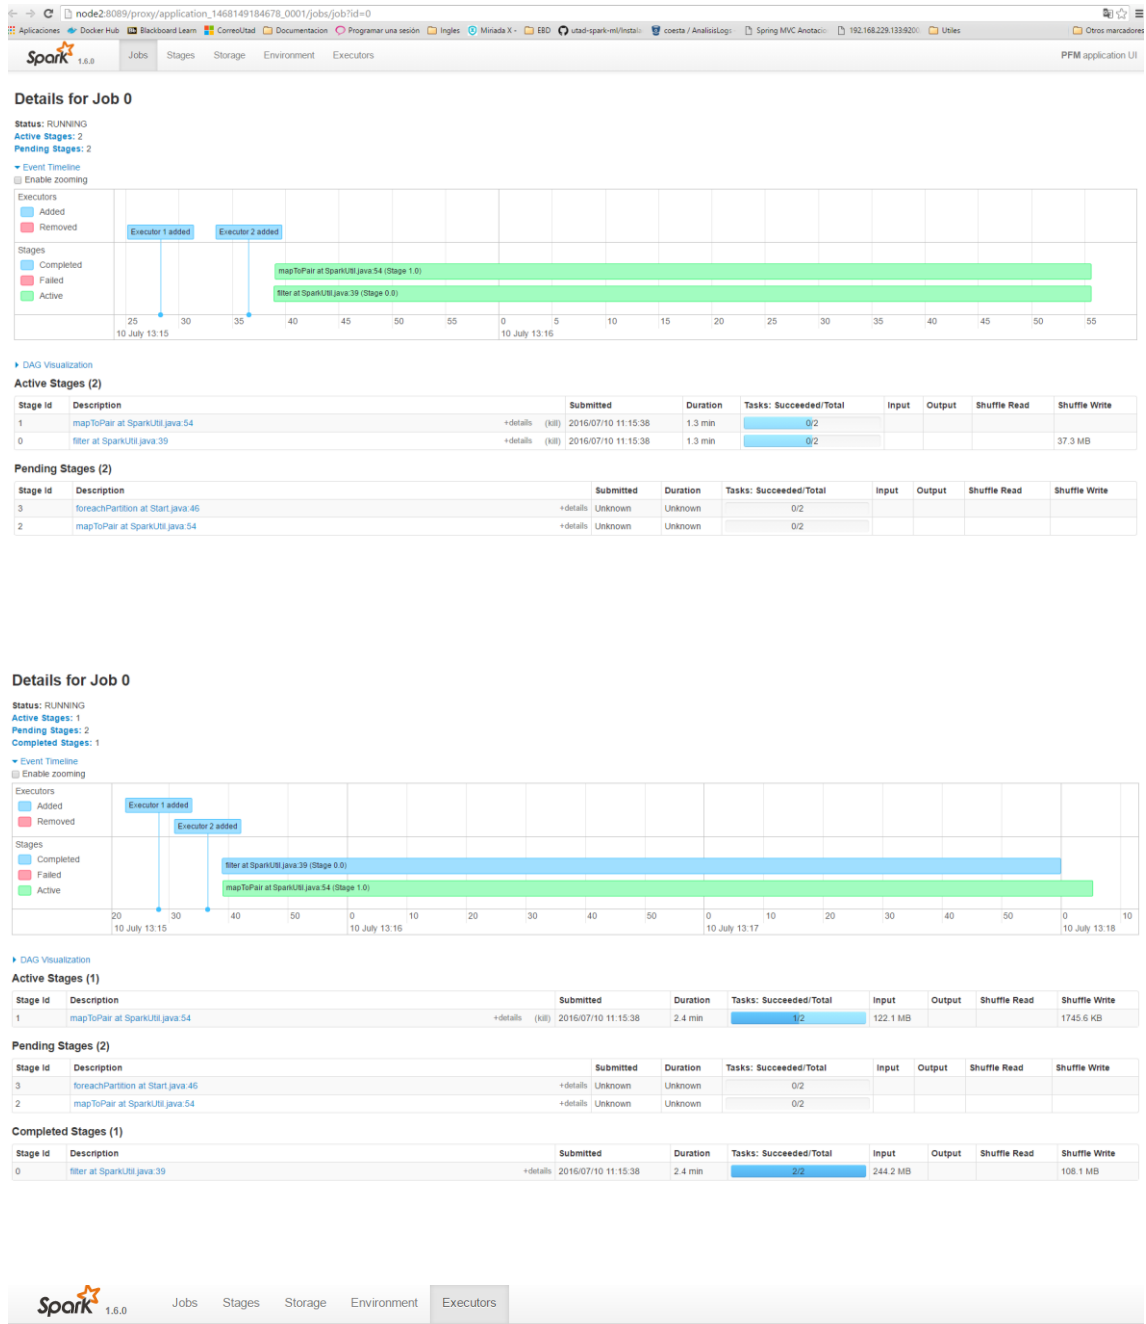 node2:8089/proxy/application_1468149184678_0001/jobs/job?id=0
Aplicaciones Docker Hub Blackboard Learn CorreoUtad Documentacion Programar una sesión Ingles Miriada X - EBD utad-spark-ml/Instala coesta / AnalisisLogs Spring MVC Anotacio 192.168.229.133:9200 Utiles Otros marcadores
Spark 1.6.0 Jobs Stages Storage Environment Executors PFM application UI
Details for Job 0
Status: RUNNING
Active Stages: 2
Pending Stages: 2
Event Timeline
Enable zooming
Executors
Added
Removed
Executor 1 added Executor 2 added
Stages
Completed
Failed
Active
mapToPair at SparkUtil.java:54 (Stage 1.0)
filter at SparkUtil.java:39 (Stage 0.0)
25 30 35 40 45 50 55 0 5 10 15 20 25 30 35 40 45 50 55
10 July 13:15 10 July 13:16
DAG Visualization
Active Stages (2)
Stage Id Description Submitted Duration Tasks: Succeeded/Total Input Output Shuffle Read Shuffle Write
1 mapToPair at SparkUtil.java:54 +details (kill) 2016/07/10 11:15:38 1.3 min 0/2
0 filter at SparkUtil.java:39 +details (kill) 2016/07/10 11:15:38 1.3 min 0/2 37.3 MB
Pending Stages (2)
Stage Id Description Submitted Duration Tasks: Succeeded/Total Input Output Shuffle Read Shuffle Write
3 foreachPartition at Start.java:46 +details Unknown Unknown 0/2
2 mapToPair at SparkUtil.java:54 +details Unknown Unknown 0/2
Details for Job 0
Status: RUNNING
Active Stages: 1
Pending Stages: 2
Completed Stages: 1
Event Timeline
Enable zooming
Executors
Added
Removed
Executor 1 added
Executor 2 added
Stages
Completed
Failed
Active
filter at SparkUtil.java:39 (Stage 0.0)
mapToPair at SparkUtil.java:54 (Stage 1.0)
20 30 40 50 0 10 20 30 40 50 0 10 20 30 40 50 0 10
10 July 13:15 10 July 13:16 10 July 13:17 10 July 13:18
DAG Visualization
Active Stages (1)
Stage Id Description Submitted Duration Tasks: Succeeded/Total Input Output Shuffle Read Shuffle Write
1 mapToPair at SparkUtil.java:54 +details (kill) 2016/07/10 11:15:38 2.4 min 1/2 122.1 MB 1745.6 KB
Pending Stages (2)
Stage Id Description Submitted Duration Tasks: Succeeded/Total Input Output Shuffle Read Shuffle Write
3 foreachPartition at Start.java:46 +details Unknown Unknown 0/2
2 mapToPair at SparkUtil.java:54 +details Unknown Unknown 0/2
Completed Stages (1)
Stage Id Description Submitted Duration Tasks: Succeeded/Total Input Output Shuffle Read Shuffle Write
0 filter at SparkUtil.java:39 +details 2016/07/10 11:15:38 2.4 min 2/2 244.2 MB 108.1 MB
Spark 1.6.0 Jobs Stages Storage Environment Executors